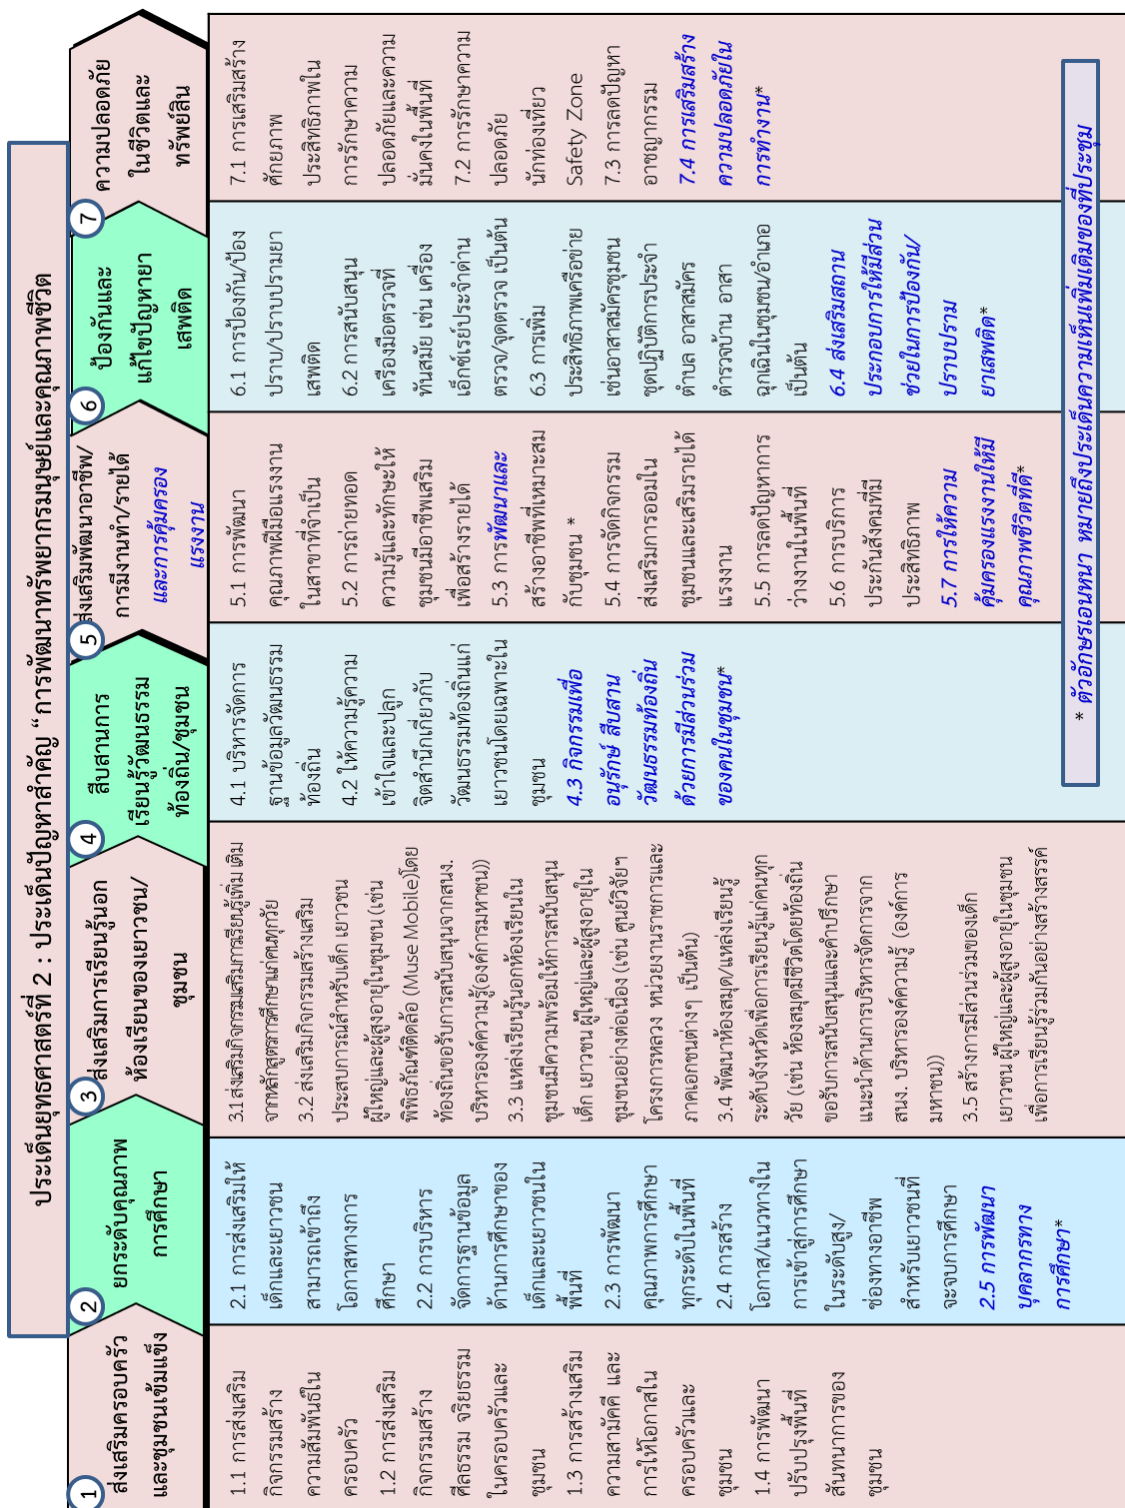 ประเด็นยุทธศาสตร์ที่ 2 : ประเด็นปัญหาสำคัญ “การพัฒนาทรัพยากรมนุษย์และคุณภาพชีวิต
1
ส่งเสริมครอบครัว
และชุมชนเข้มแข็ง
1.1 การส่งเสริม
กิจกรรมสร้าง
ความสัมพันธ์ใน
ครอบครัว
1.2 การส่งเสริม
กิจกรรมสร้าง
ศีลธรรม จริยธรรม
ในครอบครัวและ
ชุมชน
1.3 การสร้างเสริม
ความสามัคคี และ
การให้โอกาสใน
ครอบครัวและ
ชุมชน
1.4 การพัฒนา
ปรับปรุงพื้นที่
สันทนาการของ
ชุมชน
2
ยกระดับคุณภาพ
การศึกษา
2.1 การส่งเสริมให้
เด็กและเยาวชน
สามารถเข้าถึง
โอกาสทางการ
ศึกษา
2.2 การบริหาร
จัดการฐานข้อมูล
ด้านการศึกษาของ
เด็กและเยาวชนใน
พื้นที่
2.3 การพัฒนา
คุณภาพการศึกษา
ทุกระดับในพื้นที่
2.4 การสร้าง
โอกาส/แนวทางใน
การเข้าสู่การศึกษา
ในระดับสูง/
ช่องทางอาชีพ
สำหรับเยาวชนที่
จะจบการศึกษา
2.5 การพัฒนา
บุคลากรทาง
การศึกษา*
3
ส่งเสริมการเรียนรู้นอก
ห้องเรียนของเยาวชน/
ชุมชน
3.1ส่งเสริมกิจกรรมเสริมการเรียนรู้เพิ่มเติม
จากหลักสูตรการศึกษาแก่คนทุกวัย
3.2 ส่งเสริมกิจกรรมสร้างเสริม
ประสบการณ์สำหรับเด็ก เยาวชน
ผู้ใหญ่และผู้สูงอายุในชุมชน (เช่น
พิพิธภัณฑ์ติดล้อ (Muse Mobile)โดย
ท้องถิ่นขอรับการสนับสนุนจากสนง.
บริหารองค์ความรู้(องค์การมหาชน))
3.3 แหล่งเรียนรู้นอกห้องเรียนใน
ชุมชนมีความพร้อมให้การสนับสนุน
เด็ก เยาวชน ผู้ใหญ่และผู้สูงอายุใน
ชุมชนอย่างต่อเนื่อง (เช่น ศูนย์วิจัยฯ
โครงการหลวง หน่วยงานราชการและ
ภาคเอกชนต่างๆ เป็นต้น)
3.4 พัฒนาห้องสมุด/แหล่งเรียนรู้
ระดับจังหวัดเพื่อการเรียนรู้แก่คนทุก
วัย (เช่น ห้องสมุดมีชีวิตโดยท้องถิ่น
ขอรับการสนับสนุนและคำปรึกษา
แนะนำด้านการบริหารจัดการจาก
สนง. บริหารองค์ความรู้ (องค์การ
มหาชน))
3.5 สร้างการมีส่วนร่วมของเด็ก
เยาวชน ผู้ใหญ่และผู้สูงอายุในชุมชน
เพื่อการเรียนรู้ร่วมกันอย่างสร้างสรรค์
4
สืบสานการ
เรียนรู้วัฒนธรรม
ท้องถิ่น/ชุมชน
4.1 บริหารจัดการ
ฐานข้อมูลวัฒนธรรม
ท้องถิ่น
4.2 ให้ความรู้ความ
เข้าใจและปลูก
จิตสำนึกเกี่ยวกับ
วัฒนธรรมท้องถิ่นแก่
เยาวชนโดยเฉพาะใน
ชุมชน
4.3 กิจกรรมเพื่อ
อนุรักษ์ สืบสาน
วัฒนธรรมท้องถิ่น
ด้วยการมีส่วนร่วม
ของคนในชุมชน*
5
ส่งเสริมพัฒนาอาชีพ/
การมีงานทำ/รายได้
และการคุ้มครอง
แรงงาน
5.1 การพัฒนา
คุณภาพฝีมือแรงงาน
ในสาขาที่จำเป็น
5.2 การถ่ายทอด
ความรู้และทักษะให้
ชุมชนมีอาชีพเสริม
เพื่อสร้างรายได้
5.3 การพัฒนาและ
สร้างอาชีพที่เหมาะสม
กับชุมชน *
5.4 การจัดกิจกรรม
ส่งเสริมการออมใน
ชุมชนและเสริมรายได้
แรงงาน
5.5 การลดปัญหาการ
ว่างงานในพื้นที่
5.6 การบริการ
ประกันสังคมที่มี
ประสิทธิภาพ
5.7 การให้ความ
คุ้มครองแรงงานให้มี
คุณภาพชีวิตที่ดี*
6
ป้องกันและ
แก้ไขปัญหายา
เสพติด
6.1 การป้องกัน/ป้อง
ปราบ/ปราบปรามยา
เสพติด
6.2 การสนับสนุน
เครื่องมือตรวจที่
ทันสมัย เช่น เครื่อง
เอ็กซ์เรย์ประจำด่าน
ตรวจ/จุดตรวจ เป็นต้น
6.3 การเพิ่ม
ประสิทธิภาพเครือข่าย
เช่นอาสาสมัครชุมชน
ชุดปฏิบัติการประจำ
ตำบล อาสาสมัคร
ตำรวจบ้าน อาสา
ฉุกเฉินในชุมชน/อำเภอ
เป็นต้น
6.4 ส่งเสริมสถาน
ประกอบการให้มีส่วน
ช่วยในการป้องกัน/
ปราบปราม
ยาเสพติด*
7
ความปลอดภัย
ในชีวิตและ
ทรัพย์สิน
7.1 การเสริมสร้าง
ศักยภาพ
ประสิทธิภาพใน
การรักษาความ
ปลอดภัยและความ
มั่นคงในพื้นที่
7.2 การรักษาความ
ปลอดภัย
นักท่องเที่ยว
Safety Zone
7.3 การลดปัญหา
อาชญากรรม
7.4 การเสริมสร้าง
ความปลอดภัยใน
การทำงาน*
* ตัวอักษรเอนหนา หมายถึงประเด็นความเห็นเพิ่มเติมของที่ประชุม